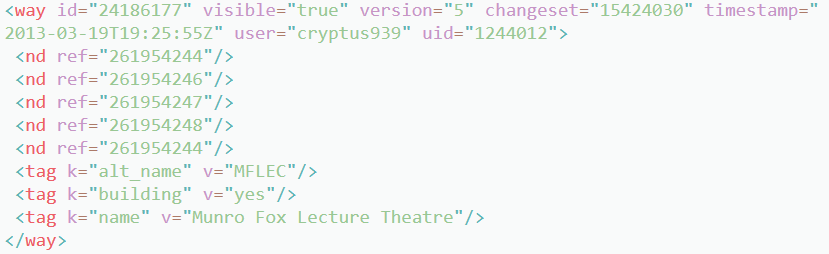 <way id="24186177" visible="true" version="5" changeset="15424030" timestamp="
2013-03-19T19:25:55Z" user="cryptus939" uid="1244012">
<nd ref="261954244"/>
<nd ref="261954246"/>
<nd ref="261954247"/>
<nd ref="261954248"/>
<nd ref="261954244"/>
<tag k="alt_name" v="MFLEC"/>
<tag k="building" v="yes"/>
<tag k="name" v="Munro Fox Lecture Theatre"/>
</way>